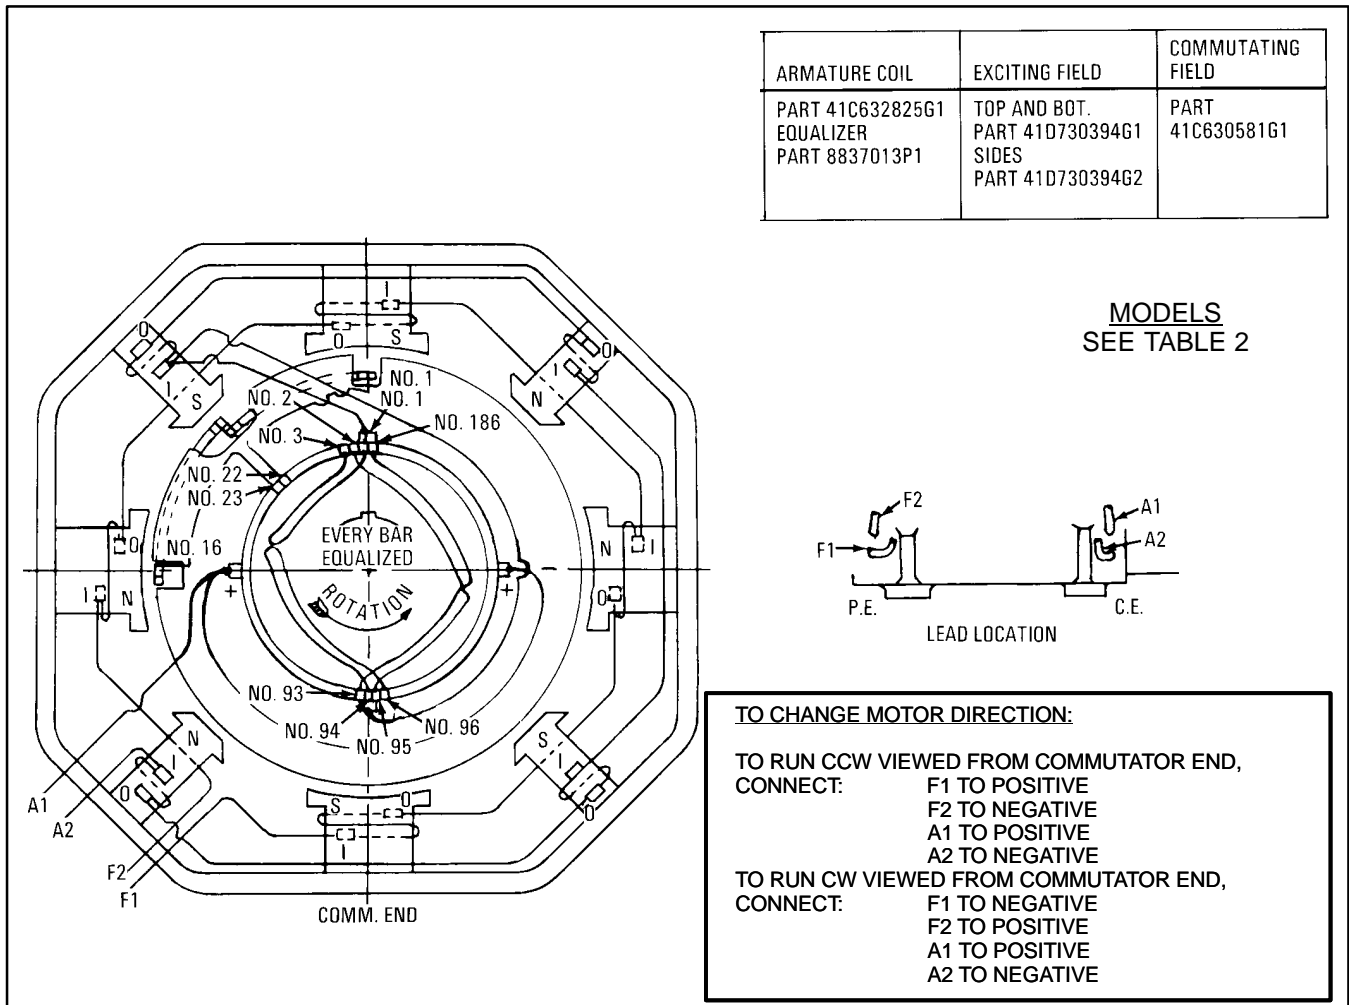 ARMATURE COIL
EXCITING FIELD
COMMUTATING
FIELD
PART 41C632825G1
EQUALIZER
PART 8837013P1
TOP AND BOT.
PART 41D730394G1
SIDES
PART 41D730394G2
PART
41C630581G1
MODELS
SEE TABLE 2
I
O
S
O
I
S
O
I
N
NO. 1
NO. 2
NO. 1
NO. 186
NO. 3
NO. 22
NO. 23
EVERY BAR
EQUALIZED
ROTATION
NO. 16
O
I
N
+
+
-
N
I
O
NO. 93
NO. 94
NO. 95
NO. 96
N
I
O
S
O
I
S
I
O
A1
A2
F2
F1
COMM. END
F2
F1
A1
A2
P.E.
C.E.
LEAD LOCATION
TO CHANGE MOTOR DIRECTION:
TO RUN CCW VIEWED FROM COMMUTATOR END,
CONNECT: F1 TO POSITIVE
F2 TO NEGATIVE
A1 TO POSITIVE
A2 TO NEGATIVE
TO RUN CW VIEWED FROM COMMUTATOR END,
CONNECT: F1 TO NEGATIVE
F2 TO POSITIVE
A1 TO POSITIVE
A2 TO NEGATIVE